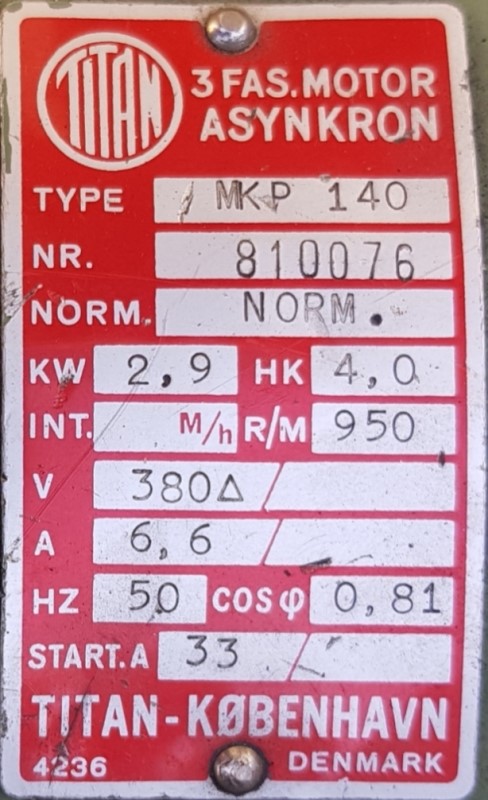 TITAN
3 FAS. MOTOR
ASYNKRON
TYPE MKP 140
NR. 810076
NORM. NORM.
KW 2,9 HK 4,0
INT. M/h R/M 950
V 380Δ /
A 6,6 /
HZ 50 COS φ 0,81
START. A 33 /
TITAN-KØBENHAVN
4236 DENMARK